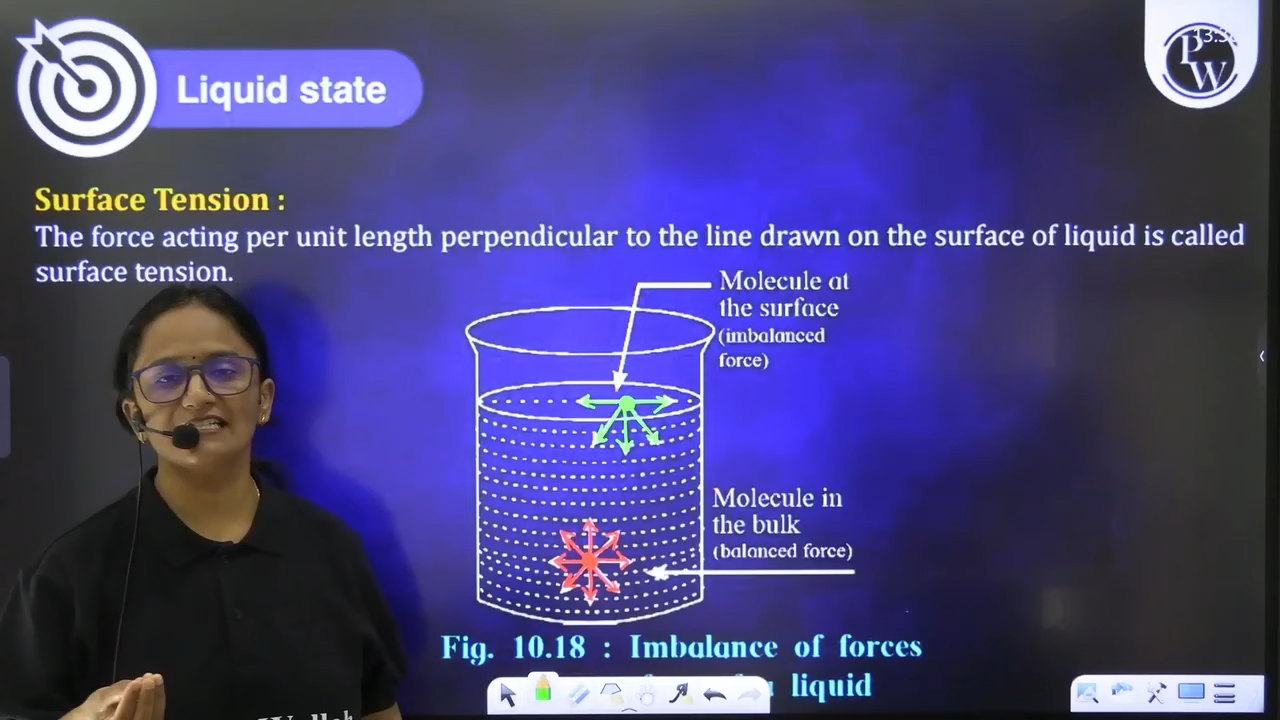 Liquid state
PW
Surface Tension :
The force acting per unit length perpendicular to the line drawn on the surface of liquid is called
surface tension.
Molecule at
the surface
(imbalanced
force)
Molecule in
the bulk
(balanced force)
Fig. 10.18 : Imbalance of forces
liquid